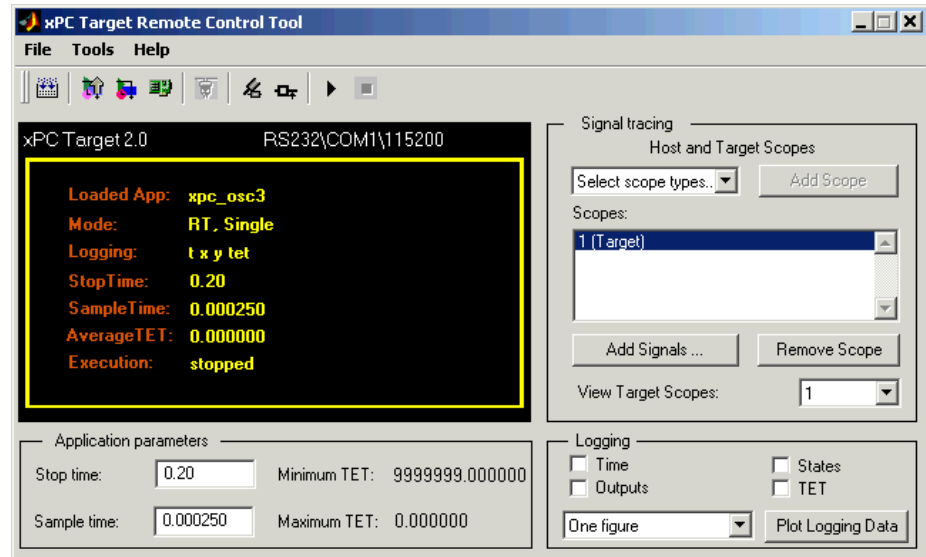 xPC Target Remote Control Tool
File Tools Help
xPC Target 2.0 RS232\COM1\115200
Loaded App: xpc_osc3
Mode: RT, Single
Logging: t x y tet
StopTime: 0.20
SampleTime: 0.000250
AverageTET: 0.000000
Execution: stopped
Signal tracing
Host and Target Scopes
Select scope types.. Add Scope
Scopes:
1 (Target)
Add Signals ... Remove Scope
View Target Scopes: 1
Application parameters
Stop time: 0.20 Minimum TET: 9999999.000000
Sample time: 0.000250 Maximum TET: 0.000000
Logging
Time States
Outputs TET
One figure Plot Logging Data